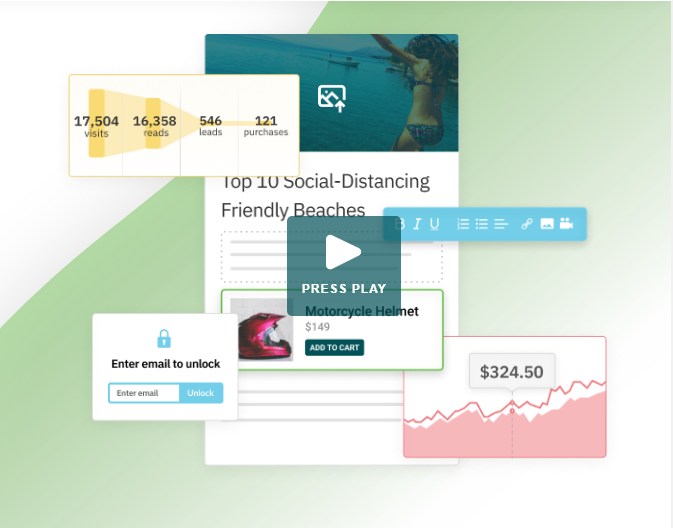 17,504
visits
16,358
reads
546
leads
121
purchases
Top 10 Social-Distancing
Friendly Beaches
B I U
PRESS PLAY
Motorcycle Helmet
$149
ADD TO CART
Enter email to unlock
Enter email
Unlock
$324.50